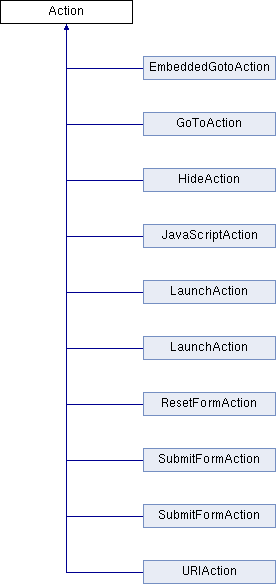 Action
EmbeddedGotoAction
GoToAction
HideAction
JavaScriptAction
LaunchAction
LaunchAction
ResetFormAction
SubmitFormAction
SubmitFormAction
URIAction